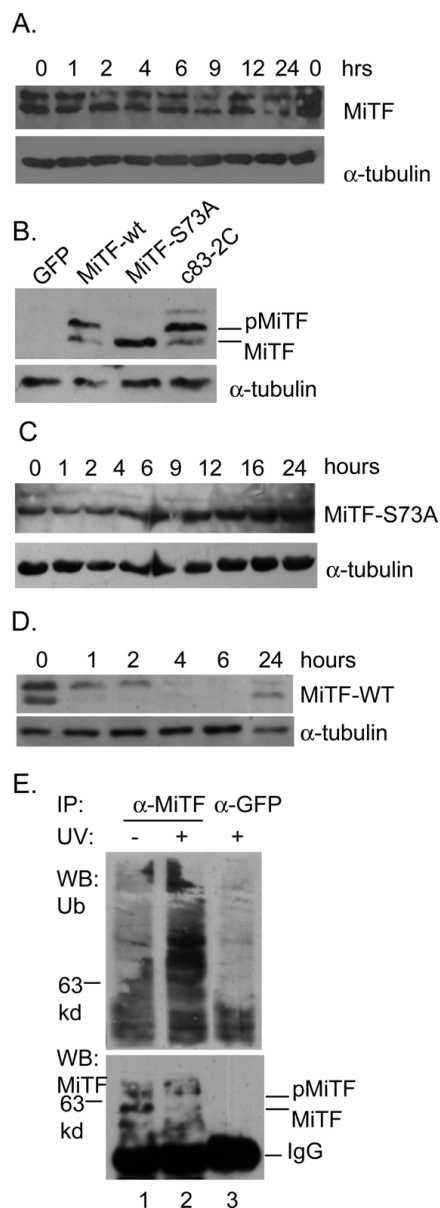 A.
0 1 2 4 6 9 12 24 0 hrs
MiTF
α-tubulin
B.
GFP MiTF-wt MiTF-S73A c83-2C
pMiTF
MiTF
α-tubulin
C
0 1 2 4 6 9 12 16 24 hours
MiTF-S73A
α-tubulin
D.
0 1 2 4 6 24 hours
MiTF-WT
α-tubulin
E.
IP: α-MiTF α-GFP
UV: - + +
WB:
Ub
63
kd
WB:
MiTF
63
kd
pMiTF
MiTF
IgG
1 2 3